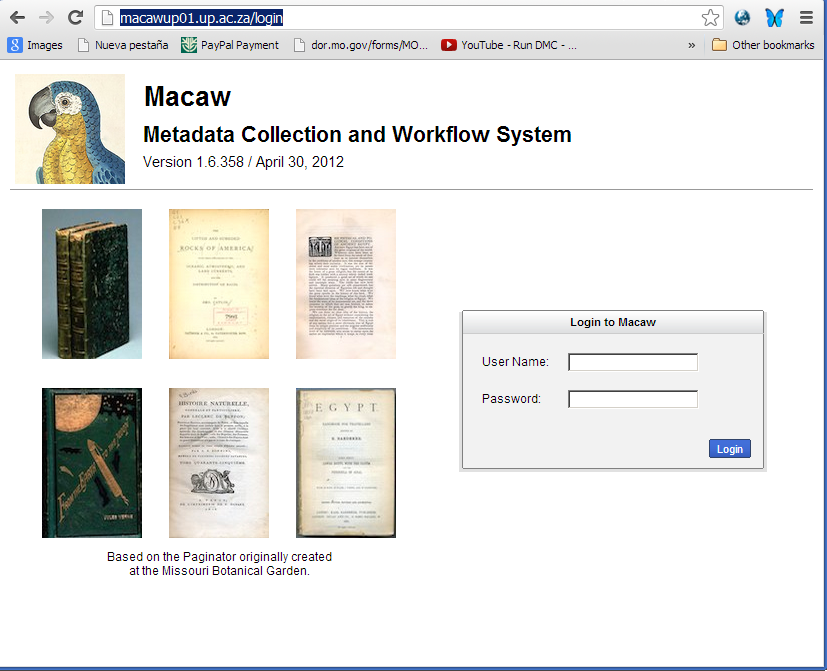 macawup01.up.ac.za/login
Images Nueva pestaña PayPal Payment dor.mo.gov/forms/MO... YouTube - Run DMC - ... » Other bookmarks
Macaw
Metadata Collection and Workflow System
Version 1.6.358 / April 30, 2012
ROCKS OF AMERICA,
LONDON
HISTOIRE NATURELLE,
JULES VERNE
EGYPT.
Based on the Paginator originally created
at the Missouri Botanical Garden.
Login to Macaw
User Name:
Password:
Login